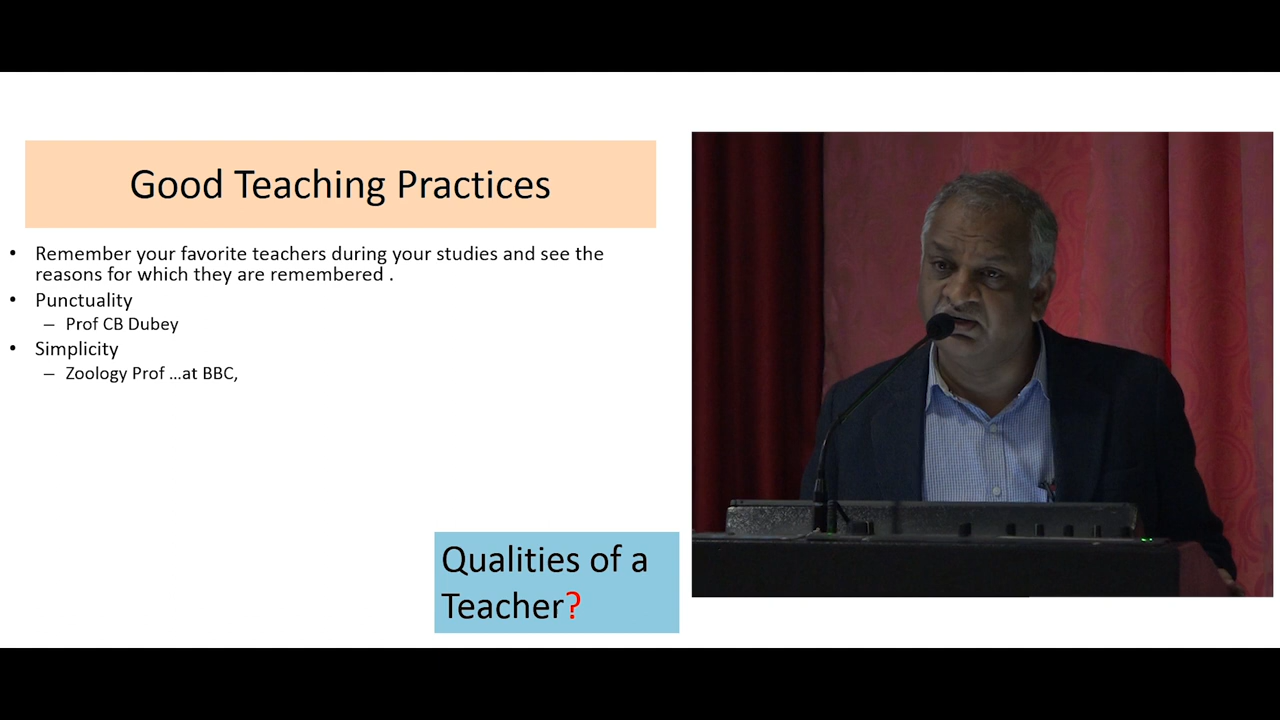 Good Teaching Practices
• Remember your favorite teachers during your studies and see the
reasons for which they are remembered .
• Punctuality
– Prof CB Dubey
• Simplicity
– Zoology Prof ...at BBC,
Qualities of a
Teacher?